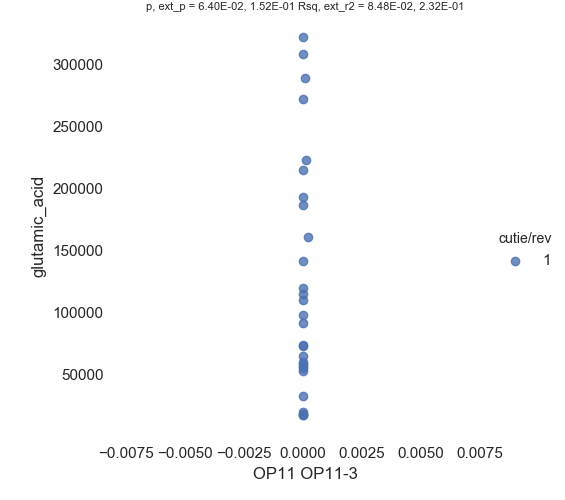 p, ext_p = 6.40E-02, 1.52E-01 Rsq, ext_r2 = 8.48E-02, 2.32E-01
300000
250000
200000
150000
100000
50000
glutamic_acid
cutie/rev
1
−0.0075 −0.0050 −0.0025 0.0000 0.0025 0.0050 0.0075
OP11 OP11-3